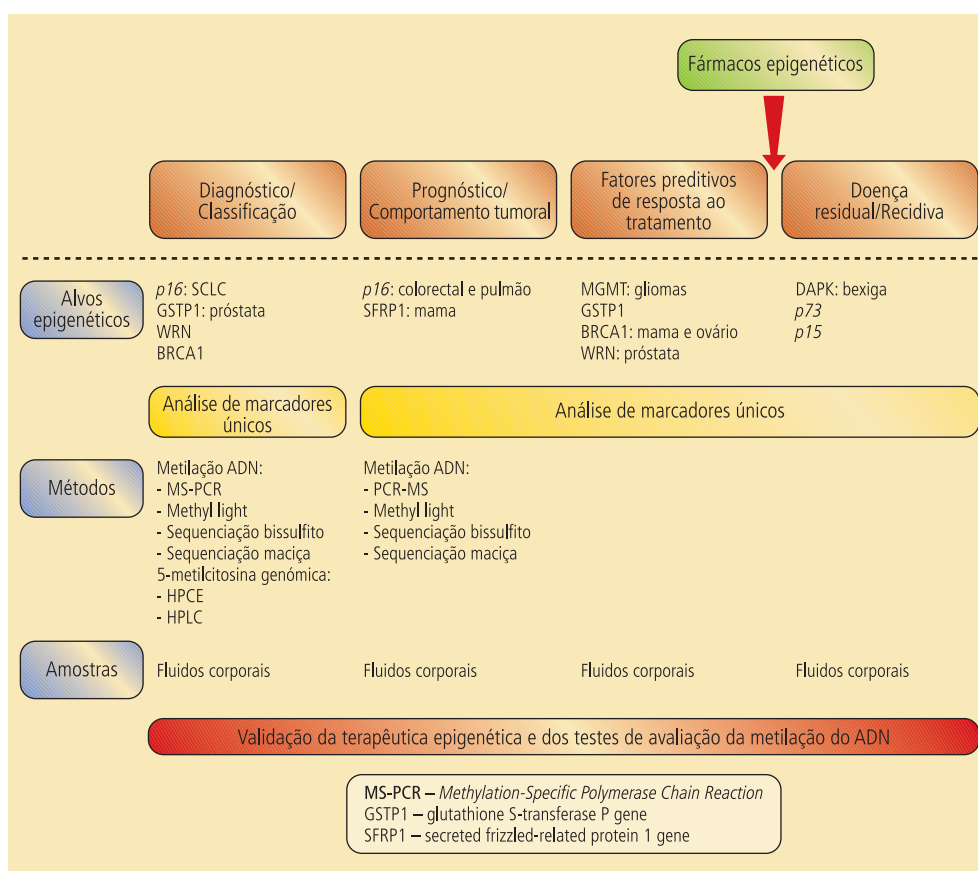 Fármacos epigenéticos
Diagnóstico/
Classificação
Prognóstico/
Comportamento tumoral
Fatores preditivos
de resposta ao
tratamento
Doença
residual/Recidiva
Alvos
epigenéticos
p16: SCLC
GSTP1: próstata
WRN
BRCA1
p16: colorectal e pulmão
SFRP1: mama
MGMT: gliomas
GSTP1
BRCA1: mama e ovário
WRN: próstata
DAPK: bexiga
p73
p15
Análise de marcadores
únicos
Análise de marcadores únicos
Métodos
Metilação ADN:
- MS-PCR
- Methyl light
- Sequenciação bissulfito
- Sequenciação maciça
5-metilcitosina genómica:
- HPCE
- HPLC
Metilação ADN:
- PCR-MS
- Methyl light
- Sequenciação bissulfito
- Sequenciação maciça
Amostras
Fluidos corporais
Fluidos corporais
Fluidos corporais
Fluidos corporais
Validação da terapêutica epigenética e dos testes de avaliação da metilação do ADN
MS-PCR – Methylation-Specific Polymerase Chain Reaction
GSTP1 – glutathione S-transferase P gene
SFRP1 – secreted frizzled-related protein 1 gene